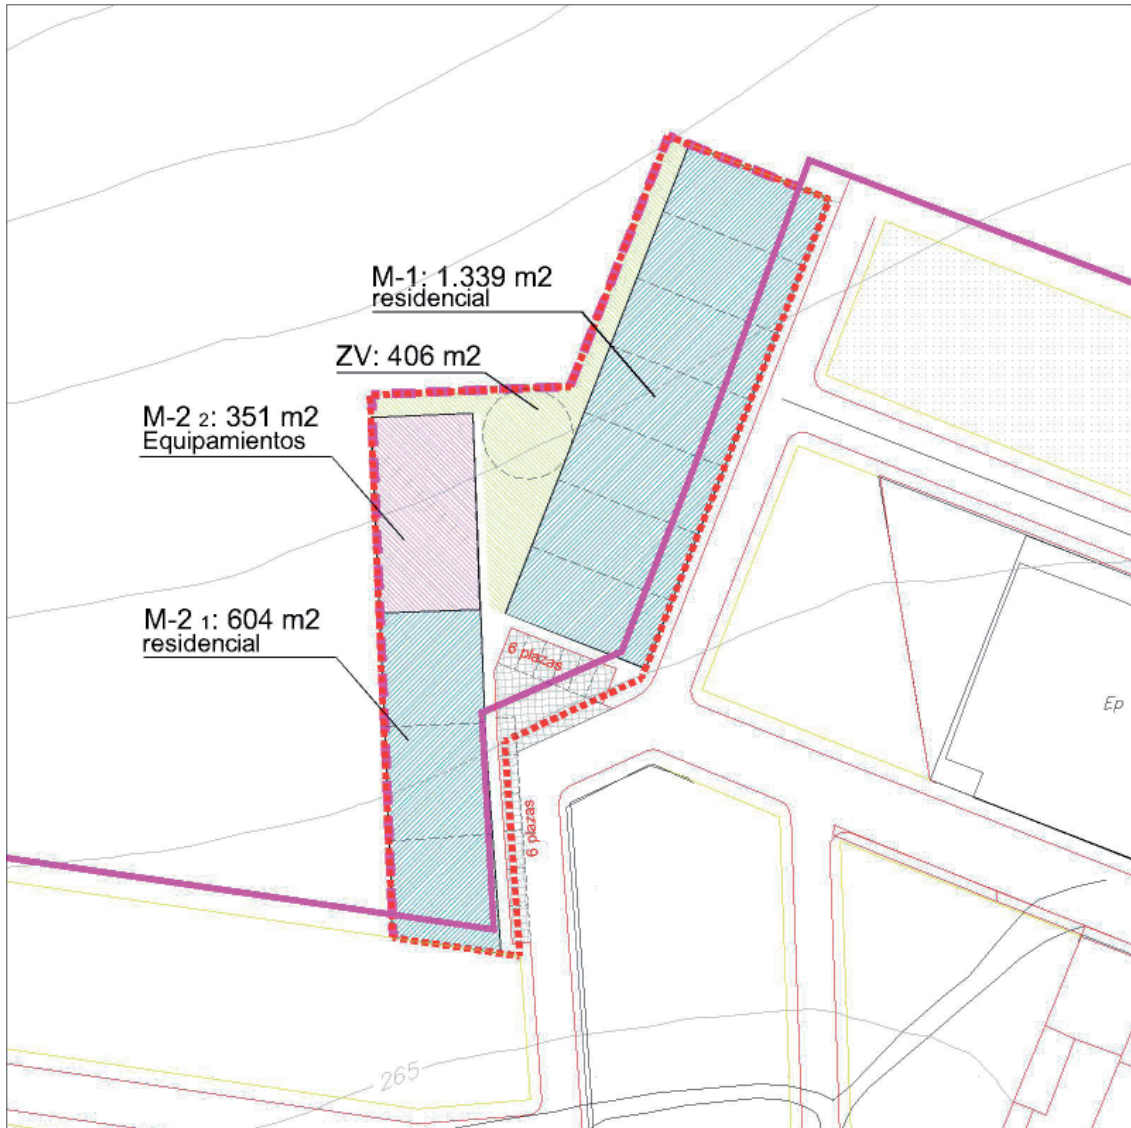 M-1: 1.339 m2
residencial
ZV: 406 m2
M-2 2: 351 m2
Equipamientos
M-2 1: 604 m2
residencial
6 plazas
6 plazas
Ep
265